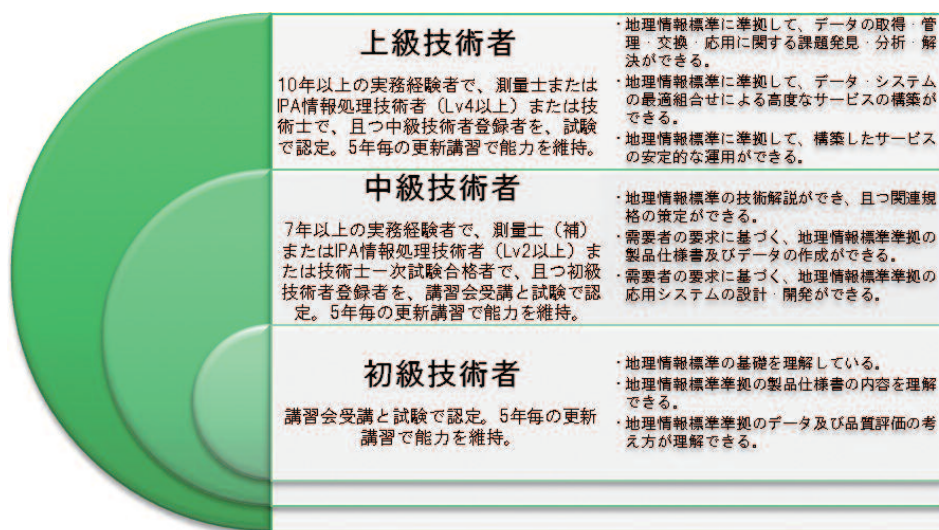 上級技術者
10年以上の実務経験者で、測量士または
IPA情報処理技術者（Lv4以上）または技
術士で、且つ中級技術者登録者を、試験
で認定。5年毎の更新講習で能力を維持。
・地理情報標準に準拠して、データの取得・管
理・交換・応用に関する課題発見・分析・解
決ができる。
・地理情報標準に準拠して、データ・システム
の最適組合せによる高度なサービスの構築が
できる。
・地理情報標準に準拠して、構築したサービス
の安定的な運用ができる。
中級技術者
7年以上の実務経験者で、測量士（補）
またはIPA情報処理技術者（Lv2以上）ま
たは技術士一次試験合格者で、且つ初級
技術者登録者を、講習会受講と試験で認
定。5年毎の更新講習で能力を維持。
・地理情報標準の技術解説ができ、且つ関連規
格の策定ができる。
・需要者の要求に基づく、地理情報標準準拠の
製品仕様書及びデータの作成ができる。
・需要者の要求に基づく、地理情報標準準拠の
応用システムの設計・開発ができる。
初級技術者
講習会受講と試験で認定。5年毎の更新
講習で能力を維持。
・地理情報標準の基礎を理解している。
・地理情報標準準拠の製品仕様書の内容を理解
できる。
・地理情報標準準拠のデータ及び品質評価の考
え方が理解できる。